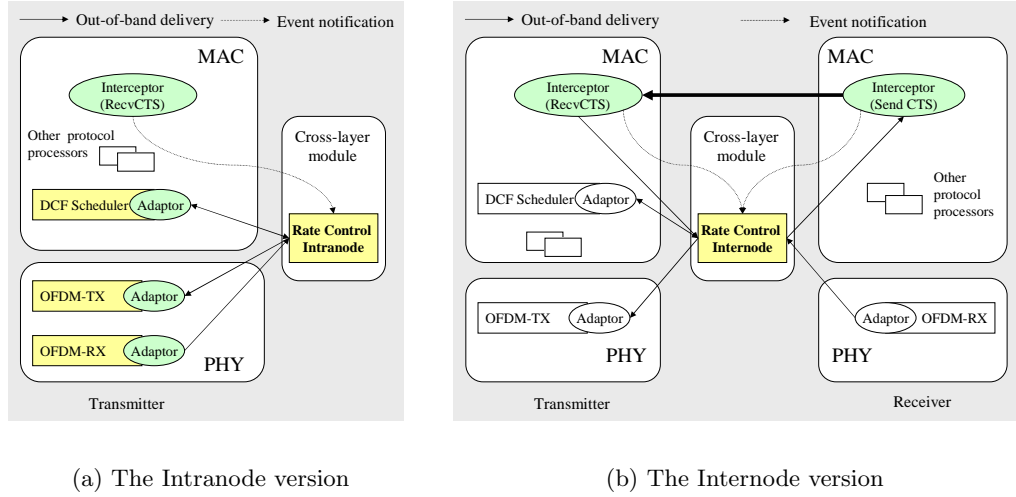 Out-of-band delivery
Event notification
MAC
Interceptor
(RecvCTS)
Other protocol
processors
Cross-layer
module
DCF Scheduler
Adaptor
Rate Control
Intranode
OFDM-TX
Adaptor
OFDM-RX
Adaptor
PHY
Transmitter
(a) The Intranode version
Out-of-band delivery
Event notification
MAC
MAC
Interceptor
(RecvCTS)
Interceptor
(Send CTS)
Cross-layer
module
DCF Scheduler
Adaptor
Other
protocol
processors
Rate Control
Internode
OFDM-TX
Adaptor
Adaptor
OFDM-RX
PHY
PHY
Transmitter
Receiver
(b) The Internode version